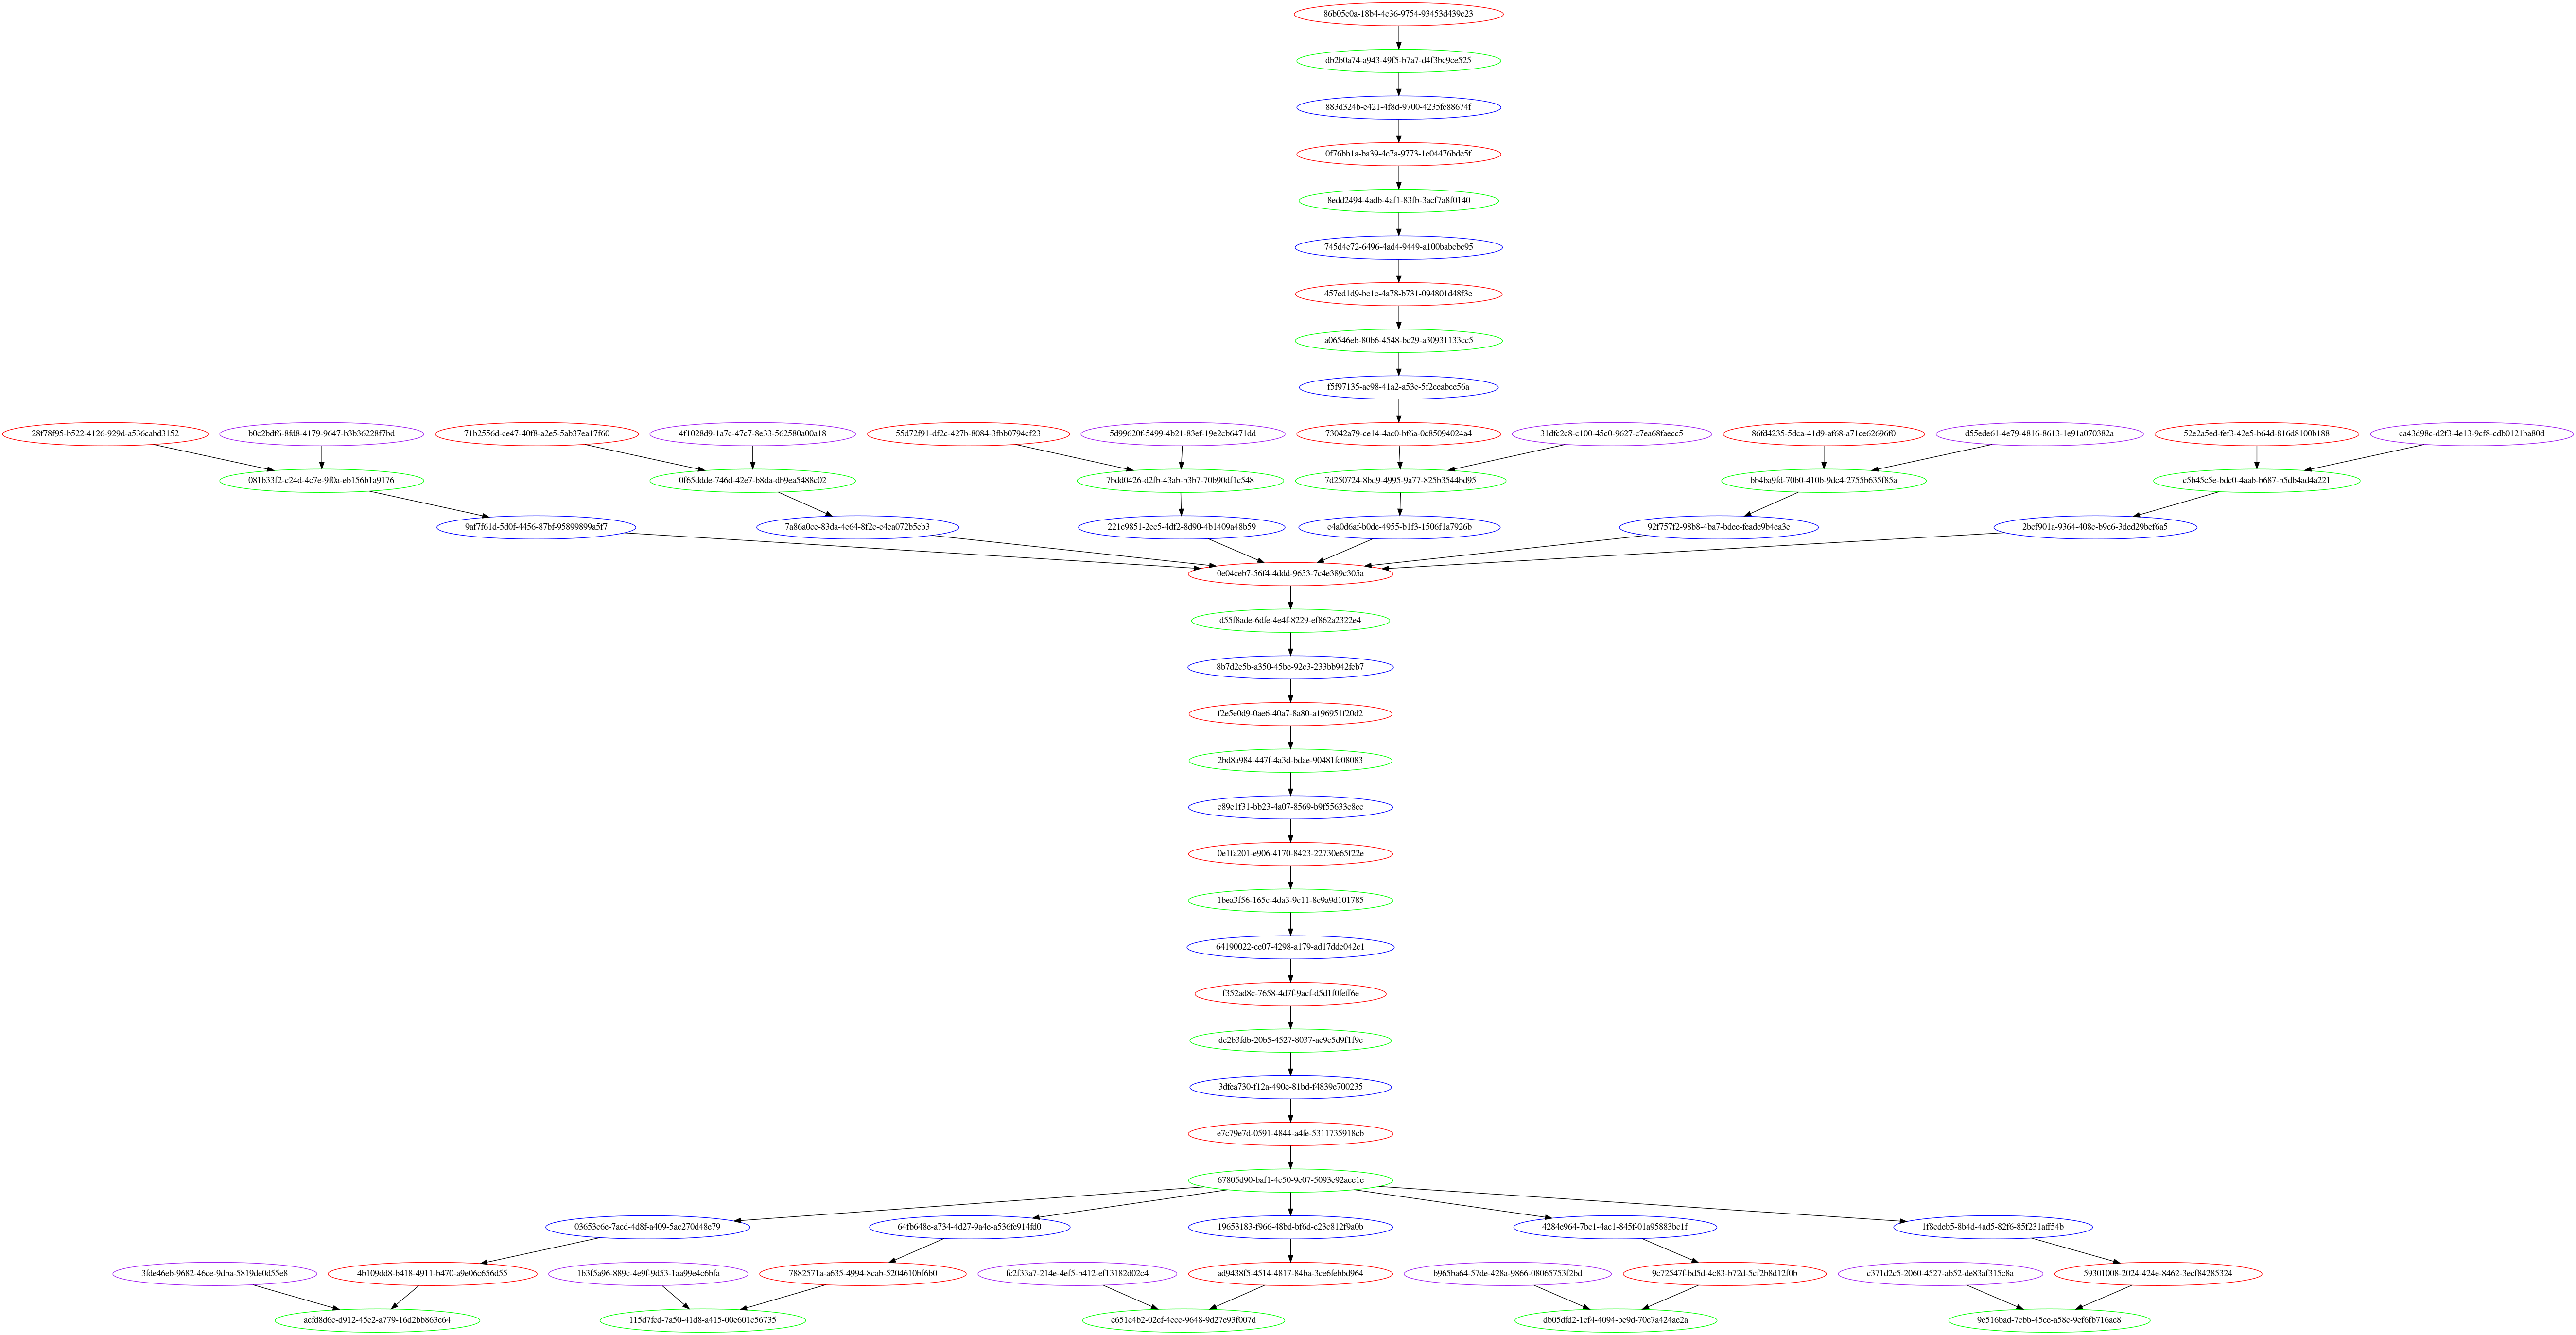 86b05c0a-18b4-4c36-9754-93453d439c23
db2b0a74-a943-49f5-b7a7-d4f3bc9ce525
883d324b-e421-4f8d-9700-4235fe88674f
0f76bb1a-ba39-4c7a-9773-1e04476bde5f
8edd2494-4adb-4af1-83fb-3acf7a8f0140
745d4e72-6496-4ad4-9449-a100babcbc95
457ed1d9-bc1c-4a78-b731-094801d48f3e
a06546eb-80b6-4548-bc29-a30931133cc5
f5f97135-ae98-41a2-a53e-5f2ceabce56a
28f78f95-b522-4126-929d-a536cabd3152
b0c2bdf6-8fd8-4179-9647-b3b36228f7bd
71b2556d-ce47-40f8-a2e5-5ab37ea17f60
4f1028d9-1a7c-47c7-8e33-562580a00a18
55d72f91-df2c-427b-8084-3fbb0794cf23
5d99620f-5499-4b21-83ef-19e2cb6471dd
73042a79-ce14-4ac0-bf6a-0c85094024a4
31dfc2c8-c100-45c0-9627-c7ea68faecc5
86fd4235-5dca-41d9-af68-a71ce62696f0
d55ede61-4e79-4816-8613-1e91a070382a
52e2a5ed-fef3-42e5-b64d-816d8100b188
ca43d98c-d2f3-4e13-9cf8-cdb0121ba80d
081b33f2-c24d-4c7e-9f0a-eb156b1a9176
0f65ddde-746d-42e7-b8da-db9ea5488c02
7bdd0426-d2fb-43ab-b3b7-70b90df1c548
7d250724-8bd9-4995-9a77-825b3544bd95
bb4ba9fd-70b0-410b-9dc4-2755b635f85a
c5b45c5e-bdc0-4aab-b687-b5db4ad4a221
9af7f61d-5d0f-4456-87bf-95899899a5f7
7a86a0ce-83da-4e64-8f2c-c4ea072b5eb3
221c9851-2ec5-4df2-8d90-4b1409a48b59
c4a0d6af-b0dc-4955-b1f3-1506f1a7926b
92f757f2-98b8-4ba7-bdee-feade9b4ea3e
2bcf901a-9364-408c-b9c6-3ded29bef6a5
0e04ceb7-56f4-4ddd-9653-7c4e389c305a
d55f8ade-6dfe-4e4f-8229-ef862a2322e4
8b7d2e5b-a350-45be-92c3-233bb942feb7
f2e5e0d9-0ae6-40a7-8a80-a196951f20d2
2bd8a984-447f-4a3d-bdae-90481fc08083
c89e1f31-bb23-4a07-8569-b9f55633c8ec
0e1fa201-e906-4170-8423-22730e65f22e
1bea3f56-165c-4da3-9c11-8c9a9d101785
64190022-ce07-4298-a179-ad17dde042c1
f352ad8c-7658-4d7f-9acf-d5d1f0feff6e
dc2b3fdb-20b5-4527-8037-ae9e5d9f1f9c
3dfea730-f12a-490e-81bd-f4839e700235
e7c79e7d-0591-4844-a4fe-5311735918cb
67805d90-baf1-4c50-9e07-5093e92ace1e
03653c6e-7acd-4d8f-a409-5ac270d48e79
64fb648e-a734-4d27-9a4e-a536fe914fd0
19653183-f966-48bd-bf6d-c23c812f9a0b
4284e964-7bc1-4ac1-845f-01a95883bc1f
1f8cdeb5-8b4d-4ad5-82f6-85f231aff54b
3fde46eb-9682-46ce-9dba-5819de0d55e8
4b109dd8-b418-4911-b470-a9e06c656d55
1b3f5a96-889c-4e9f-9d53-1aa99e4c6bfa
7882571a-a635-4994-8cab-5204610bf6b0
fc2f33a7-214e-4ef5-b412-ef13182d02c4
ad9438f5-4514-4817-84ba-3ce6febbd964
b965ba64-57de-428a-9866-08065753f2bd
9c72547f-bd5d-4c83-b72d-5cf2b8d12f0b
c371d2c5-2060-4527-ab52-de83af315c8a
59301008-2024-424e-8462-3ecf84285324
acfd8d6c-d912-45e2-a779-16d2bb863c64
115d7fcd-7a50-41d8-a415-00e601c56735
e651c4b2-02cf-4ecc-9648-9d27e93f007d
db05dfd2-1cf4-4094-be9d-70c7a424ae2a
9e516bad-7cbb-45ce-a58c-9ef6fb716ac8